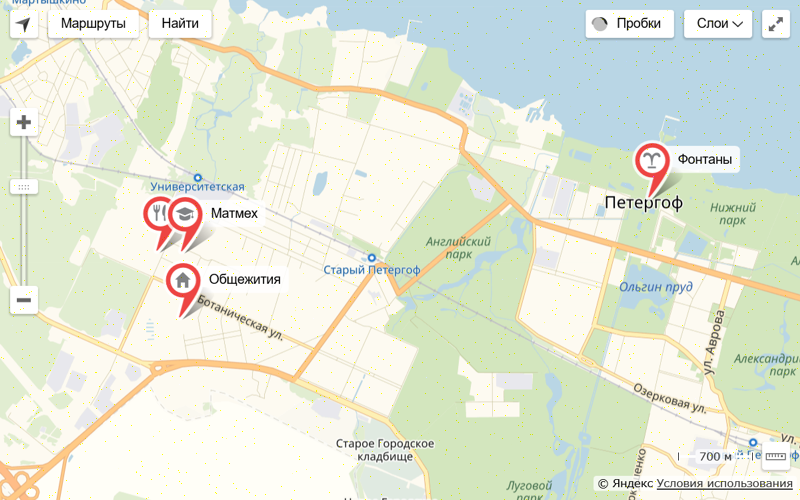 Мартышкино
Маршруты
Найти
Пробки
Слои
Фонтаны
Университетская
Петергоф
Матмех
Нижний
парк
Английский
парк
Старый Петергоф
Общежития
Ольгин пруд
Ботаническая ул.
ул. Аврова
Александрия
парк
Озерковая ул.
Старое Городское
кладбище
700 м
Луговой
парк
© Яндекс Условия использования